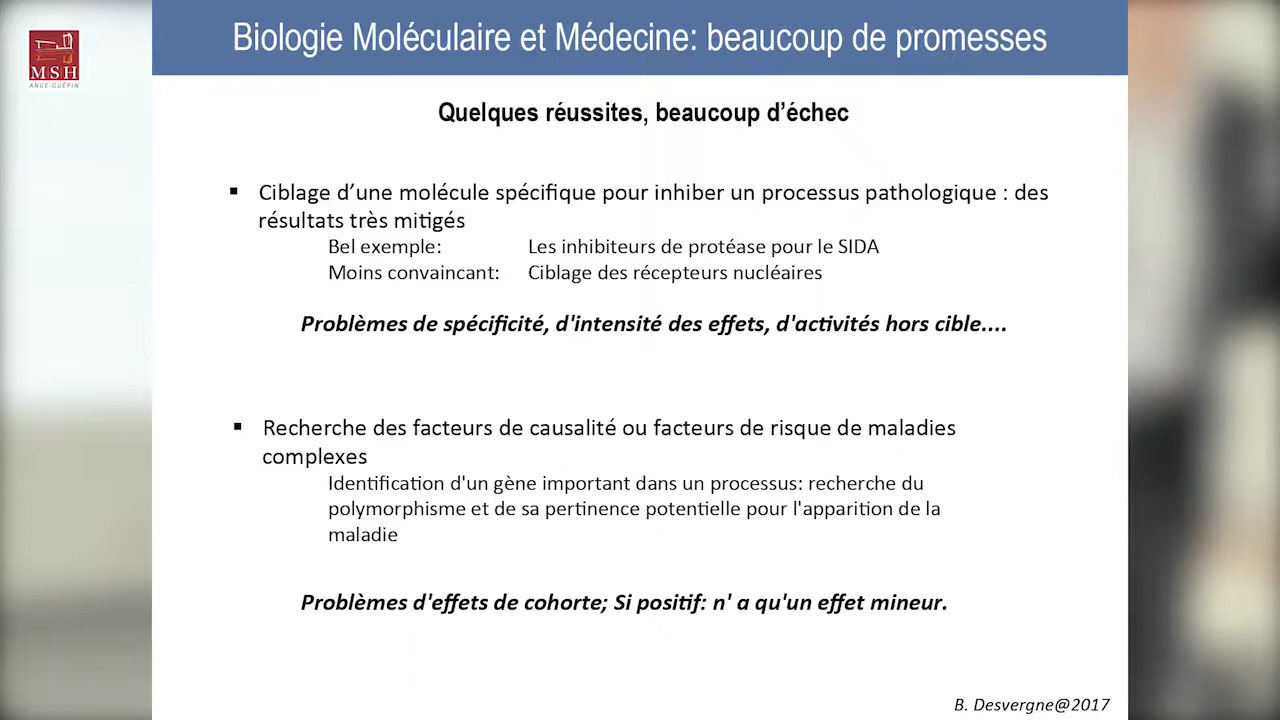 MSH
ANGE-GUÉPIN
Biologie Moléculaire et Médecine: beaucoup de promesses
Quelques réussites, beaucoup d’échec
▪ Ciblage d’une molécule spécifique pour inhiber un processus pathologique : des
résultats très mitigés
Bel exemple: Les inhibiteurs de protéase pour le SIDA
Moins convaincant: Ciblage des récepteurs nucléaires
Problèmes de spécificité, d'intensité des effets, d'activités hors cible....
▪ Recherche des facteurs de causalité ou facteurs de risque de maladies
complexes
Identification d'un gène important dans un processus: recherche du
polymorphisme et de sa pertinence potentielle pour l'apparition de la
maladie
Problèmes d'effets de cohorte; Si positif: n' a qu'un effet mineur.
B. Desvergne@2017